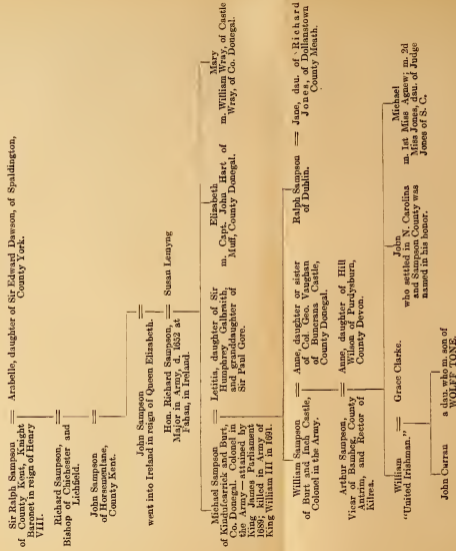 Sir Ralph Sampson
of County Kent, Knight
Baronet in reign of Henry
VIII.
=
Arabelle, daughter of Sir Edward Dawson, of Spaldington,
County York.
Richard Sampson
Bishop of Chichester and
Lichfield.
=
John Sampson
of Horsemonelane,
County Kent.
=
John Sampson
went into Ireland in reign of Queen Elizabeth.
=
Hon. Richard Sampson,
Major in Army, d. 1652 at
Fahan, in Ireland.
=
Susan Lemyng
Michael Sampson
of Kindrifearrick and Burt,
Co. Donegal. Colonel in
the Army—attained by
King James' Parliament
1689; killed in Army of
King William III in 1691.
=
Letitia, daughter of Sir
Humphrey Galbraith,
and granddaughter of
Sir Paul Gore.
Elizabeth
m. Capt. John Hart of
Muff, County Donegal.
Mary
m. William Wray, of Castle
Wray, of Co. Donegal.
William Sampson
of Burt and Inch Castle,
Colonel in the Army.
=
Anne, daughter or sister
of Col. Geo. Vaughan
of Buncrana Castle,
County Donegal.
Ralph Sampson
of Dublin.
=
Jane, dau. of Richard
Jones, of Dollanstown
County Meath.
Arthur Sampson,
Vicar of Bamberg, County
Antrim, and Rector of
Kilrea.
=
Anne, daughter of Hill
Wilson of Purdysburn,
County Devon.
William
"United Irishman."
=
Grace Clarke.
John
who settled in N. Carolina
and Sampson County was
named in his honor.
Michael
m. 1st Miss Agnew; m. 2d
Miss Jones, dau. of Judge
Jones of S. C.
John Curran
a dau. who m. son of
WOLFF TONE.